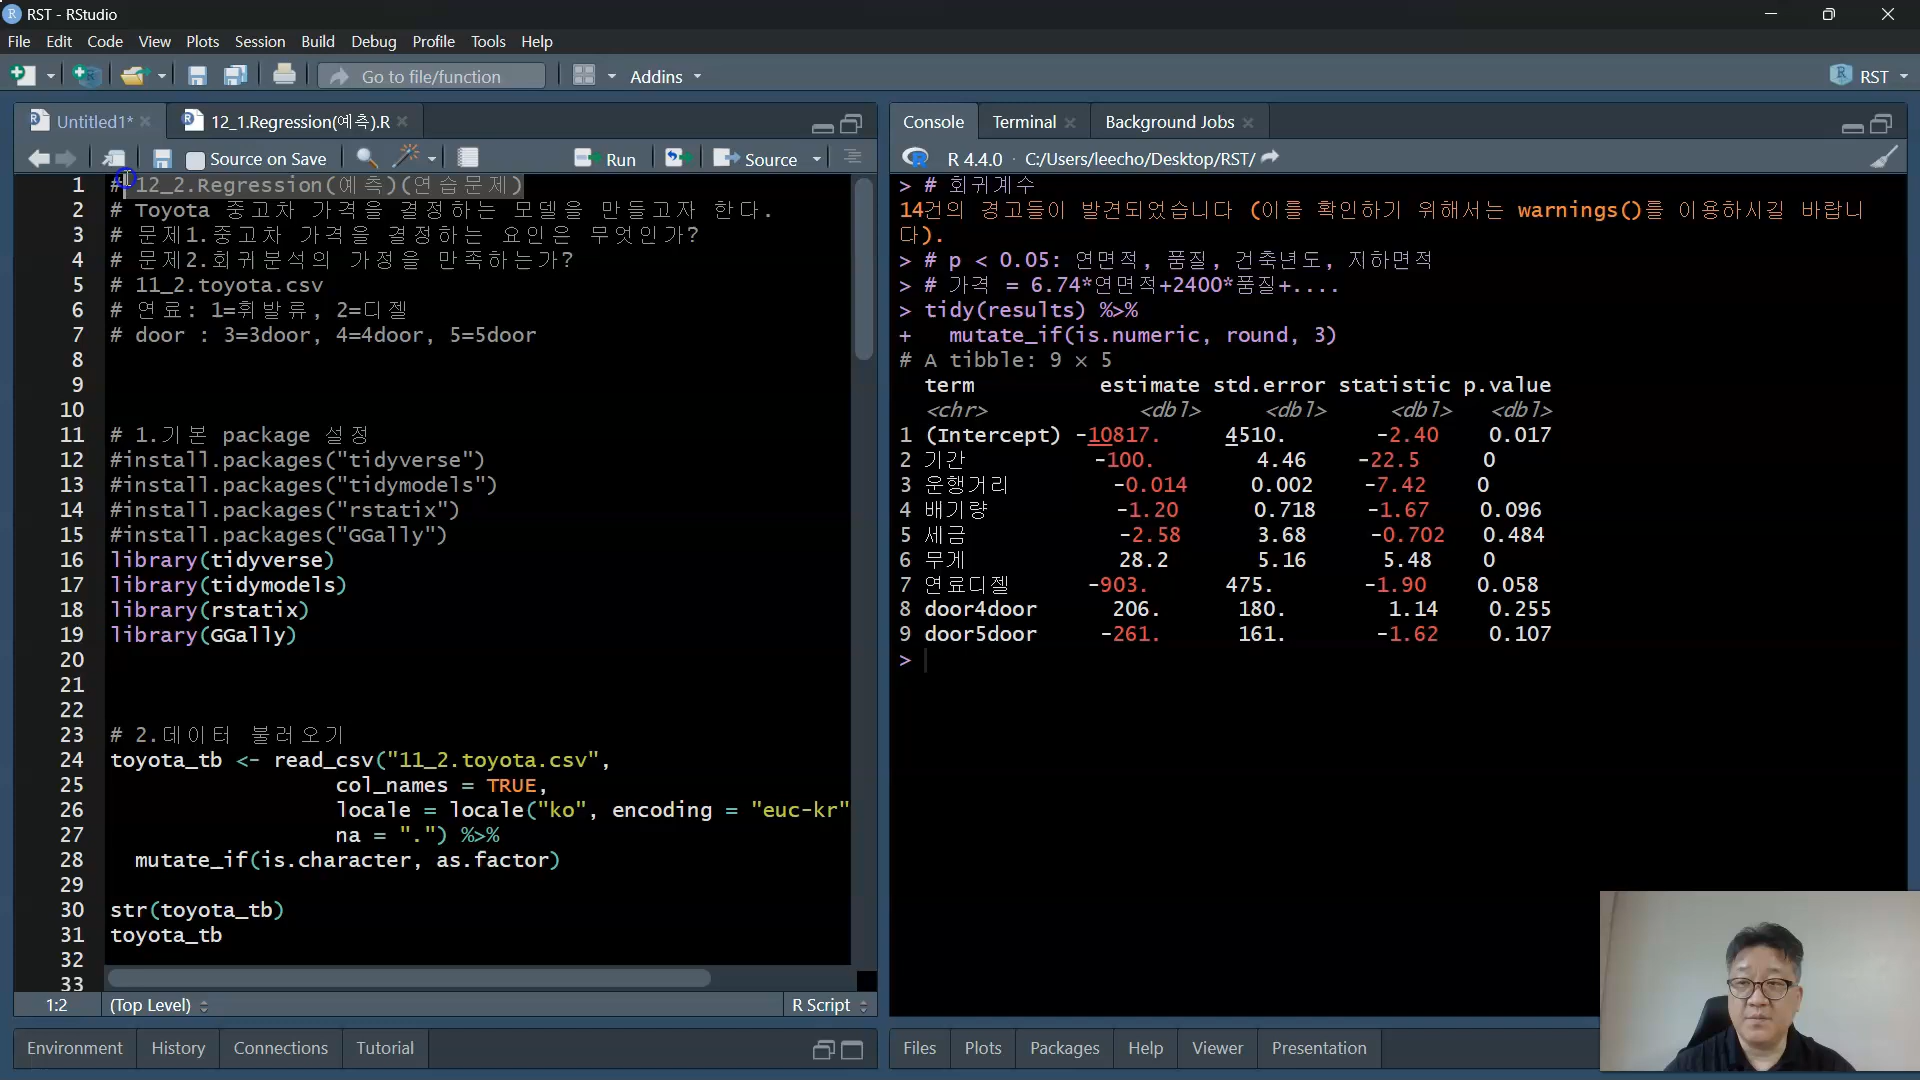 RST - RStudio
File Edit Code View Plots Session Build Debug Profile Tools Help
Go to file/function Addins RST
Untitled1* 12_1.Regression(예측).R
Source on Save Run Source
1 # 12_2.Regression(예측)(연습문제)
2 # Toyota 중고차 가격을 결정하는 모델을 만들고자 한다.
3 # 문제1.중고차 가격을 결정하는 요인은 무엇인가?
4 # 문제2.회귀분석의 가정을 만족하는가?
5 # 11_2.toyota.csv
6 # 연료: 1=휘발류, 2=디젤
7 # door : 3=3door, 4=4door, 5=5door
8
9
10
11 # 1.기본 package 설정
12 #install.packages("tidyverse")
13 #install.packages("tidymodels")
14 #install.packages("rstatix")
15 #install.packages("GGally")
16 library(tidyverse)
17 library(tidymodels)
18 library(rstatix)
19 library(GGally)
20
21
22
23 # 2.데이터 불러오기
24 toyota_tb <- read_csv("11_2.toyota.csv",
25 col_names = TRUE,
26 locale = locale("ko", encoding = "euc-kr"
27 na = ".") %>%
28 mutate_if(is.character, as.factor)
29
30 str(toyota_tb)
31 toyota_tb
32
33
1:2 (Top Level) R Script
Environment History Connections Tutorial
Console Terminal Background Jobs
R 4.4.0 · C:/Users/leecho/Desktop/RST/
> # 회귀계수
14건의 경고들이 발견되었습니다 (이를 확인하기 위해서는 warnings()를 이용하시길 바랍니
다).
> # p < 0.05: 연면적, 품질, 건축년도, 지하면적
> # 가격 = 6.74*연면적+2400*품질+....
> tidy(results) %>%
+ mutate_if(is.numeric, round, 3)
# A tibble: 9 × 5
term estimate std.error statistic p.value
<chr> <dbl> <dbl> <dbl> <dbl>
1 (Intercept) -10817. 4510. -2.40 0.017
2 기간 -100. 4.46 -22.5 0
3 운행거리 -0.014 0.002 -7.42 0
4 배기량 -1.20 0.718 -1.67 0.096
5 세금 -2.58 3.68 -0.702 0.484
6 무게 28.2 5.16 5.48 0
7 연료디젤 -903. 475. -1.90 0.058
8 door4door 206. 180. 1.14 0.255
9 door5door -261. 161. -1.62 0.107
>
Files Plots Packages Help Viewer Presentation